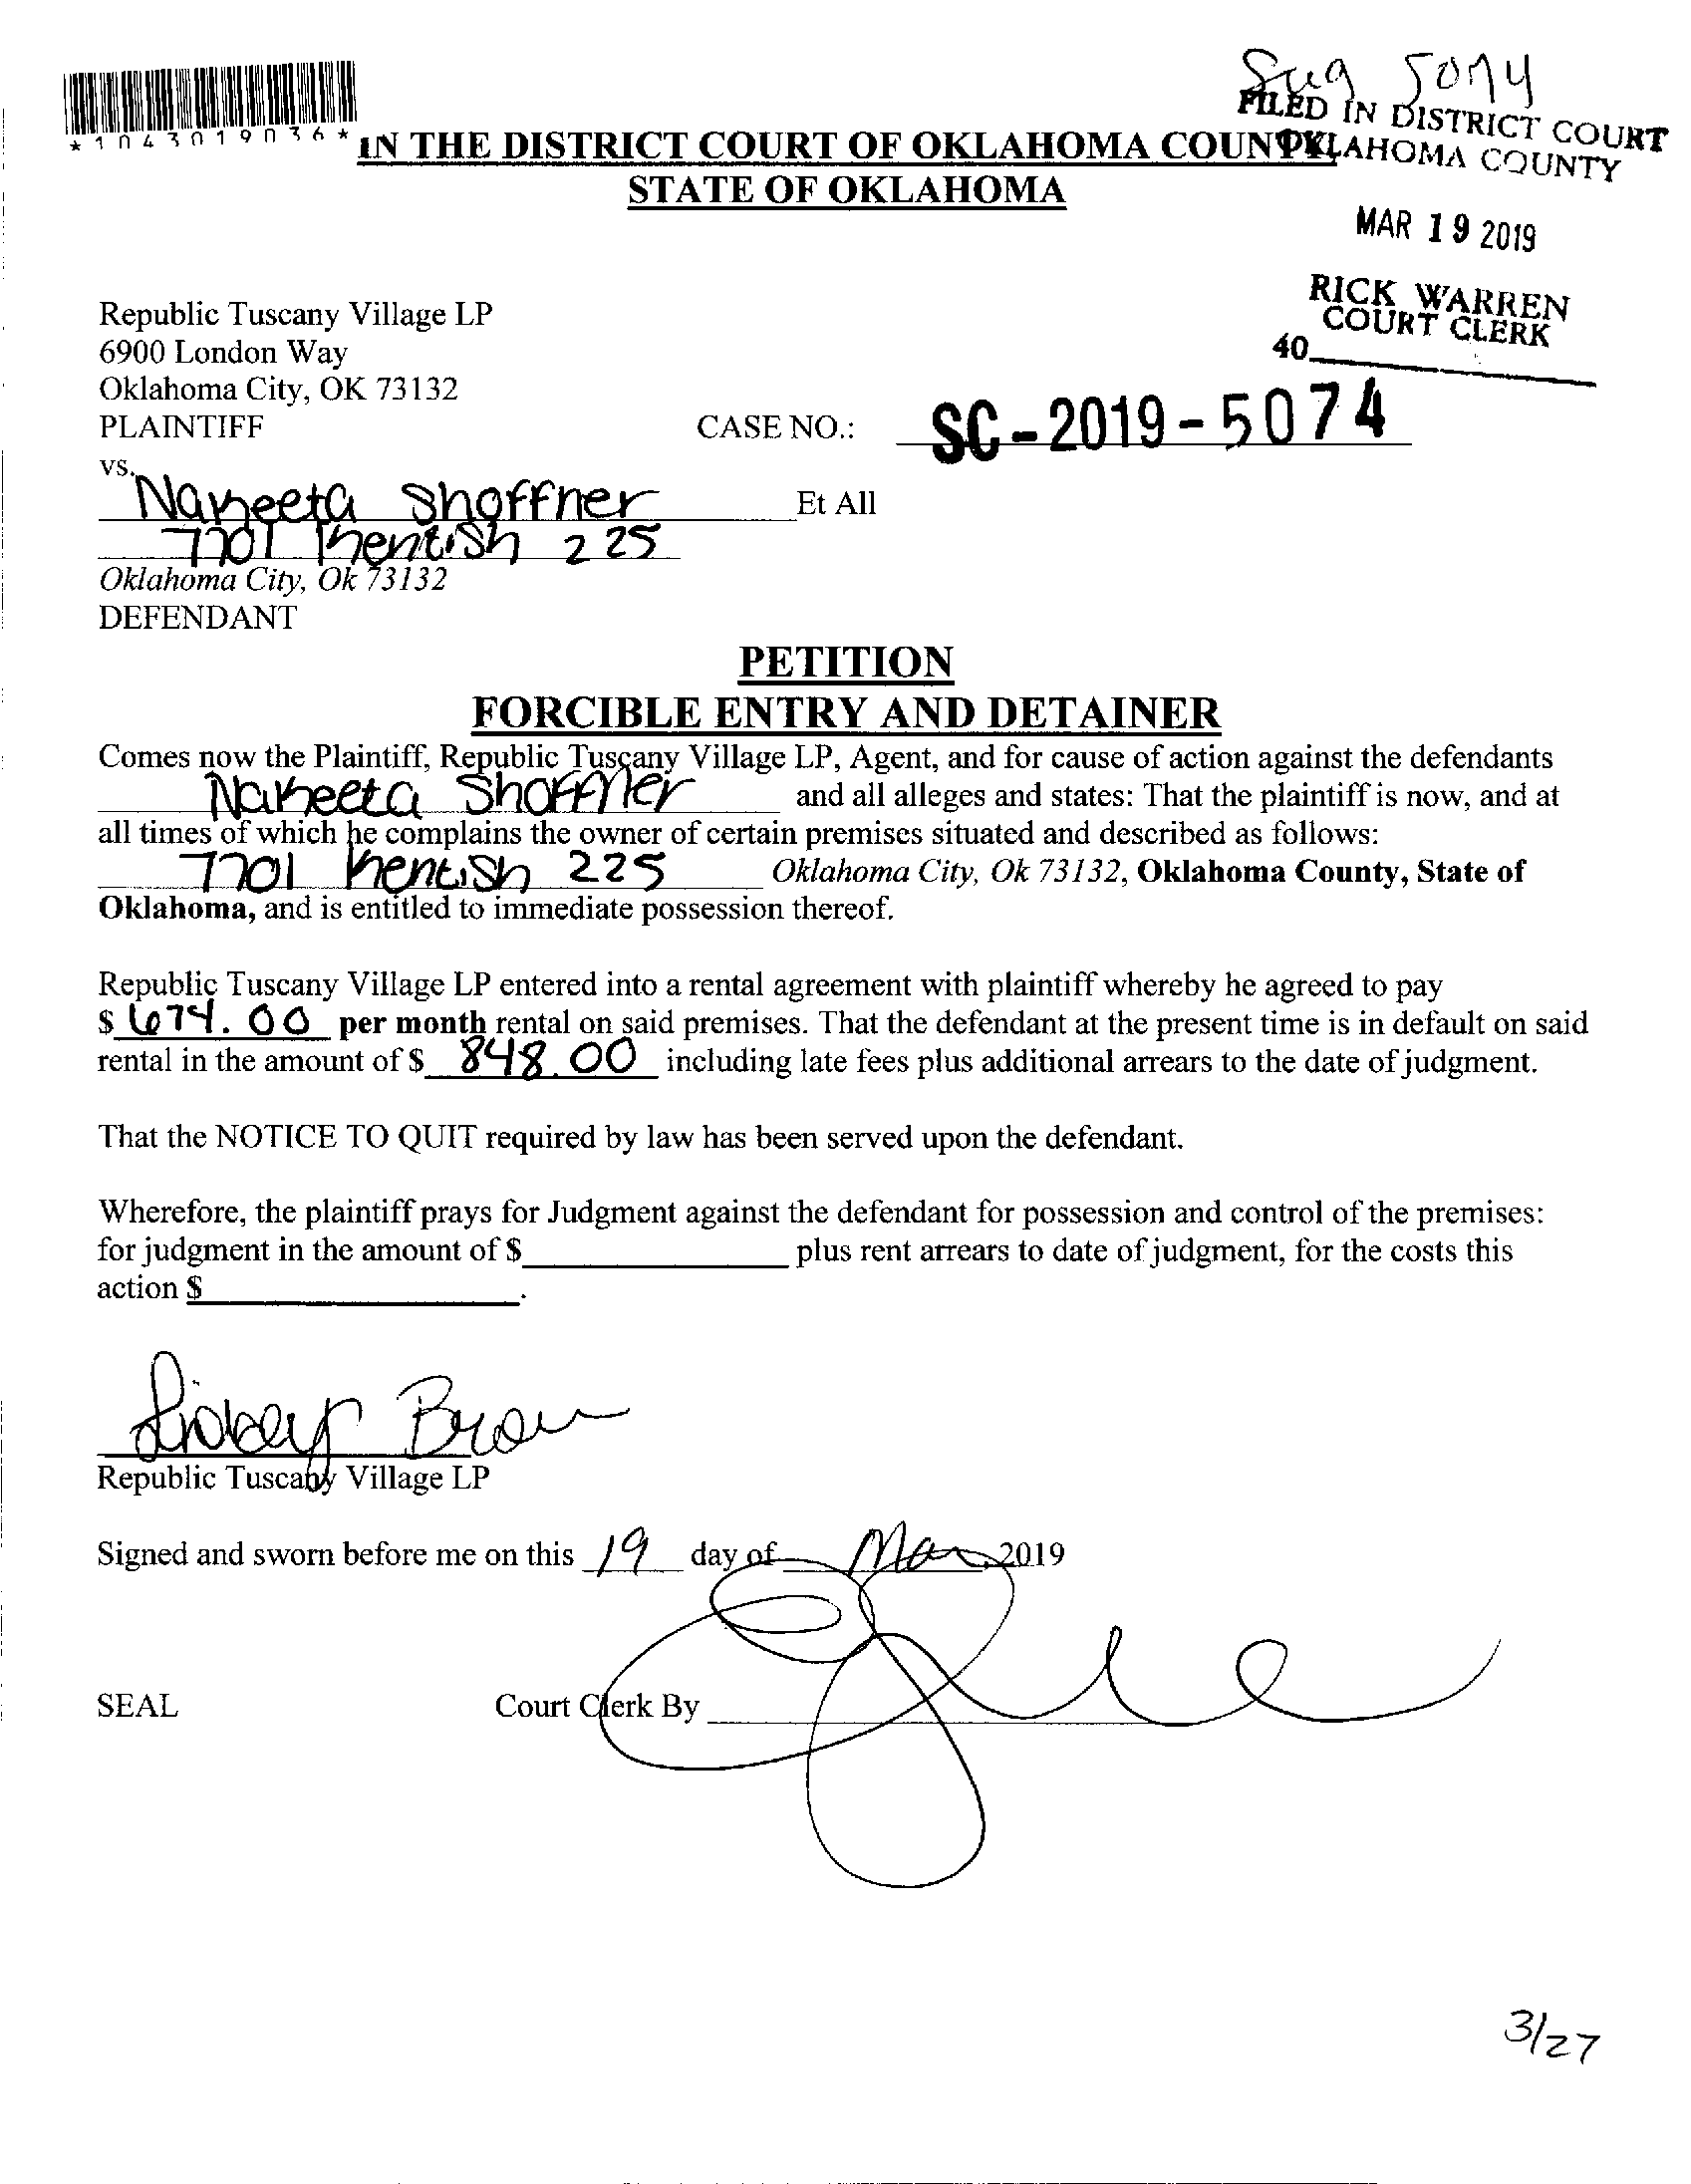 *1043019036*
FILED IN DISTRICT COURT
OKLAHOMA COUNTY
IN THE DISTRICT COURT OF OKLAHOMA COUNTY
STATE OF OKLAHOMA
MAR 19 2019
RICK WARREN
COURT CLERK
40
Republic Tuscany Village LP
6900 London Way
Oklahoma City, OK 73132
PLAINTIFF
CASE NO.: SC-2019-5074
vs.
Nakeeta Shoffner Et All
7701 Kentish 225
Oklahoma City, Ok 73132
DEFENDANT
PETITION
FORCIBLE ENTRY AND DETAINER
Comes now the Plaintiff, Republic Tuscany Village LP, Agent, and for cause of action against the defendants
Nakeeta Shoffner and all alleges and states: That the plaintiff is now, and at
all times of which he complains the owner of certain premises situated and described as follows:
7701 Kentish 225 Oklahoma City, Ok 73132, Oklahoma County, State of
Oklahoma, and is entitled to immediate possession thereof.
Republic Tuscany Village LP entered into a rental agreement with plaintiff whereby he agreed to pay
$ 674.00 per month rental on said premises. That the defendant at the present time is in default on said
rental in the amount of $ 848.00 including late fees plus additional arrears to the date of judgment.
That the NOTICE TO QUIT required by law has been served upon the defendant.
Wherefore, the plaintiff prays for Judgment against the defendant for possession and control of the premises:
for judgment in the amount of $ plus rent arrears to date of judgment, for the costs this
action $ .
Republic Tuscany Village LP
Signed and sworn before me on this 19 day of Mar, 2019
SEAL Court Clerk By
3/27